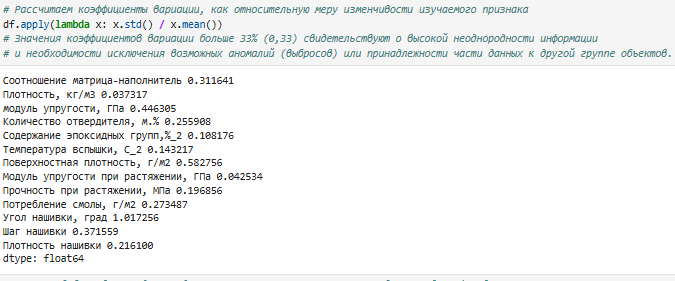 # Рассчитаем коэффициенты вариации, как относительную меру изменчивости изучаемого признака
df.apply(lambda x: x.std() / x.mean())
# Значения коэффициентов вариации больше 33% (0,33) свидетельствуют о высокой неоднородности информации
# и необходимости исключения возможных аномалий (выбросов) или принадлежности части данных к другой группе объектов.
Соотношение матрица-наполнитель 0.311641
Плотность, кг/м3 0.037317
модуль упругости, ГПа 0.446305
Количество отвердителя, м.% 0.255908
Содержание эпоксидных групп,%_2 0.108176
Температура вспышки, С_2 0.143217
Поверхностная плотность, г/м2 0.582756
Модуль упругости при растяжении, ГПа 0.042534
Прочность при растяжении, МПа 0.196856
Потребление смолы, г/м2 0.273487
Угол нашивки, град 1.017256
Шаг нашивки 0.371559
Плотность нашивки 0.216100
dtype: float64